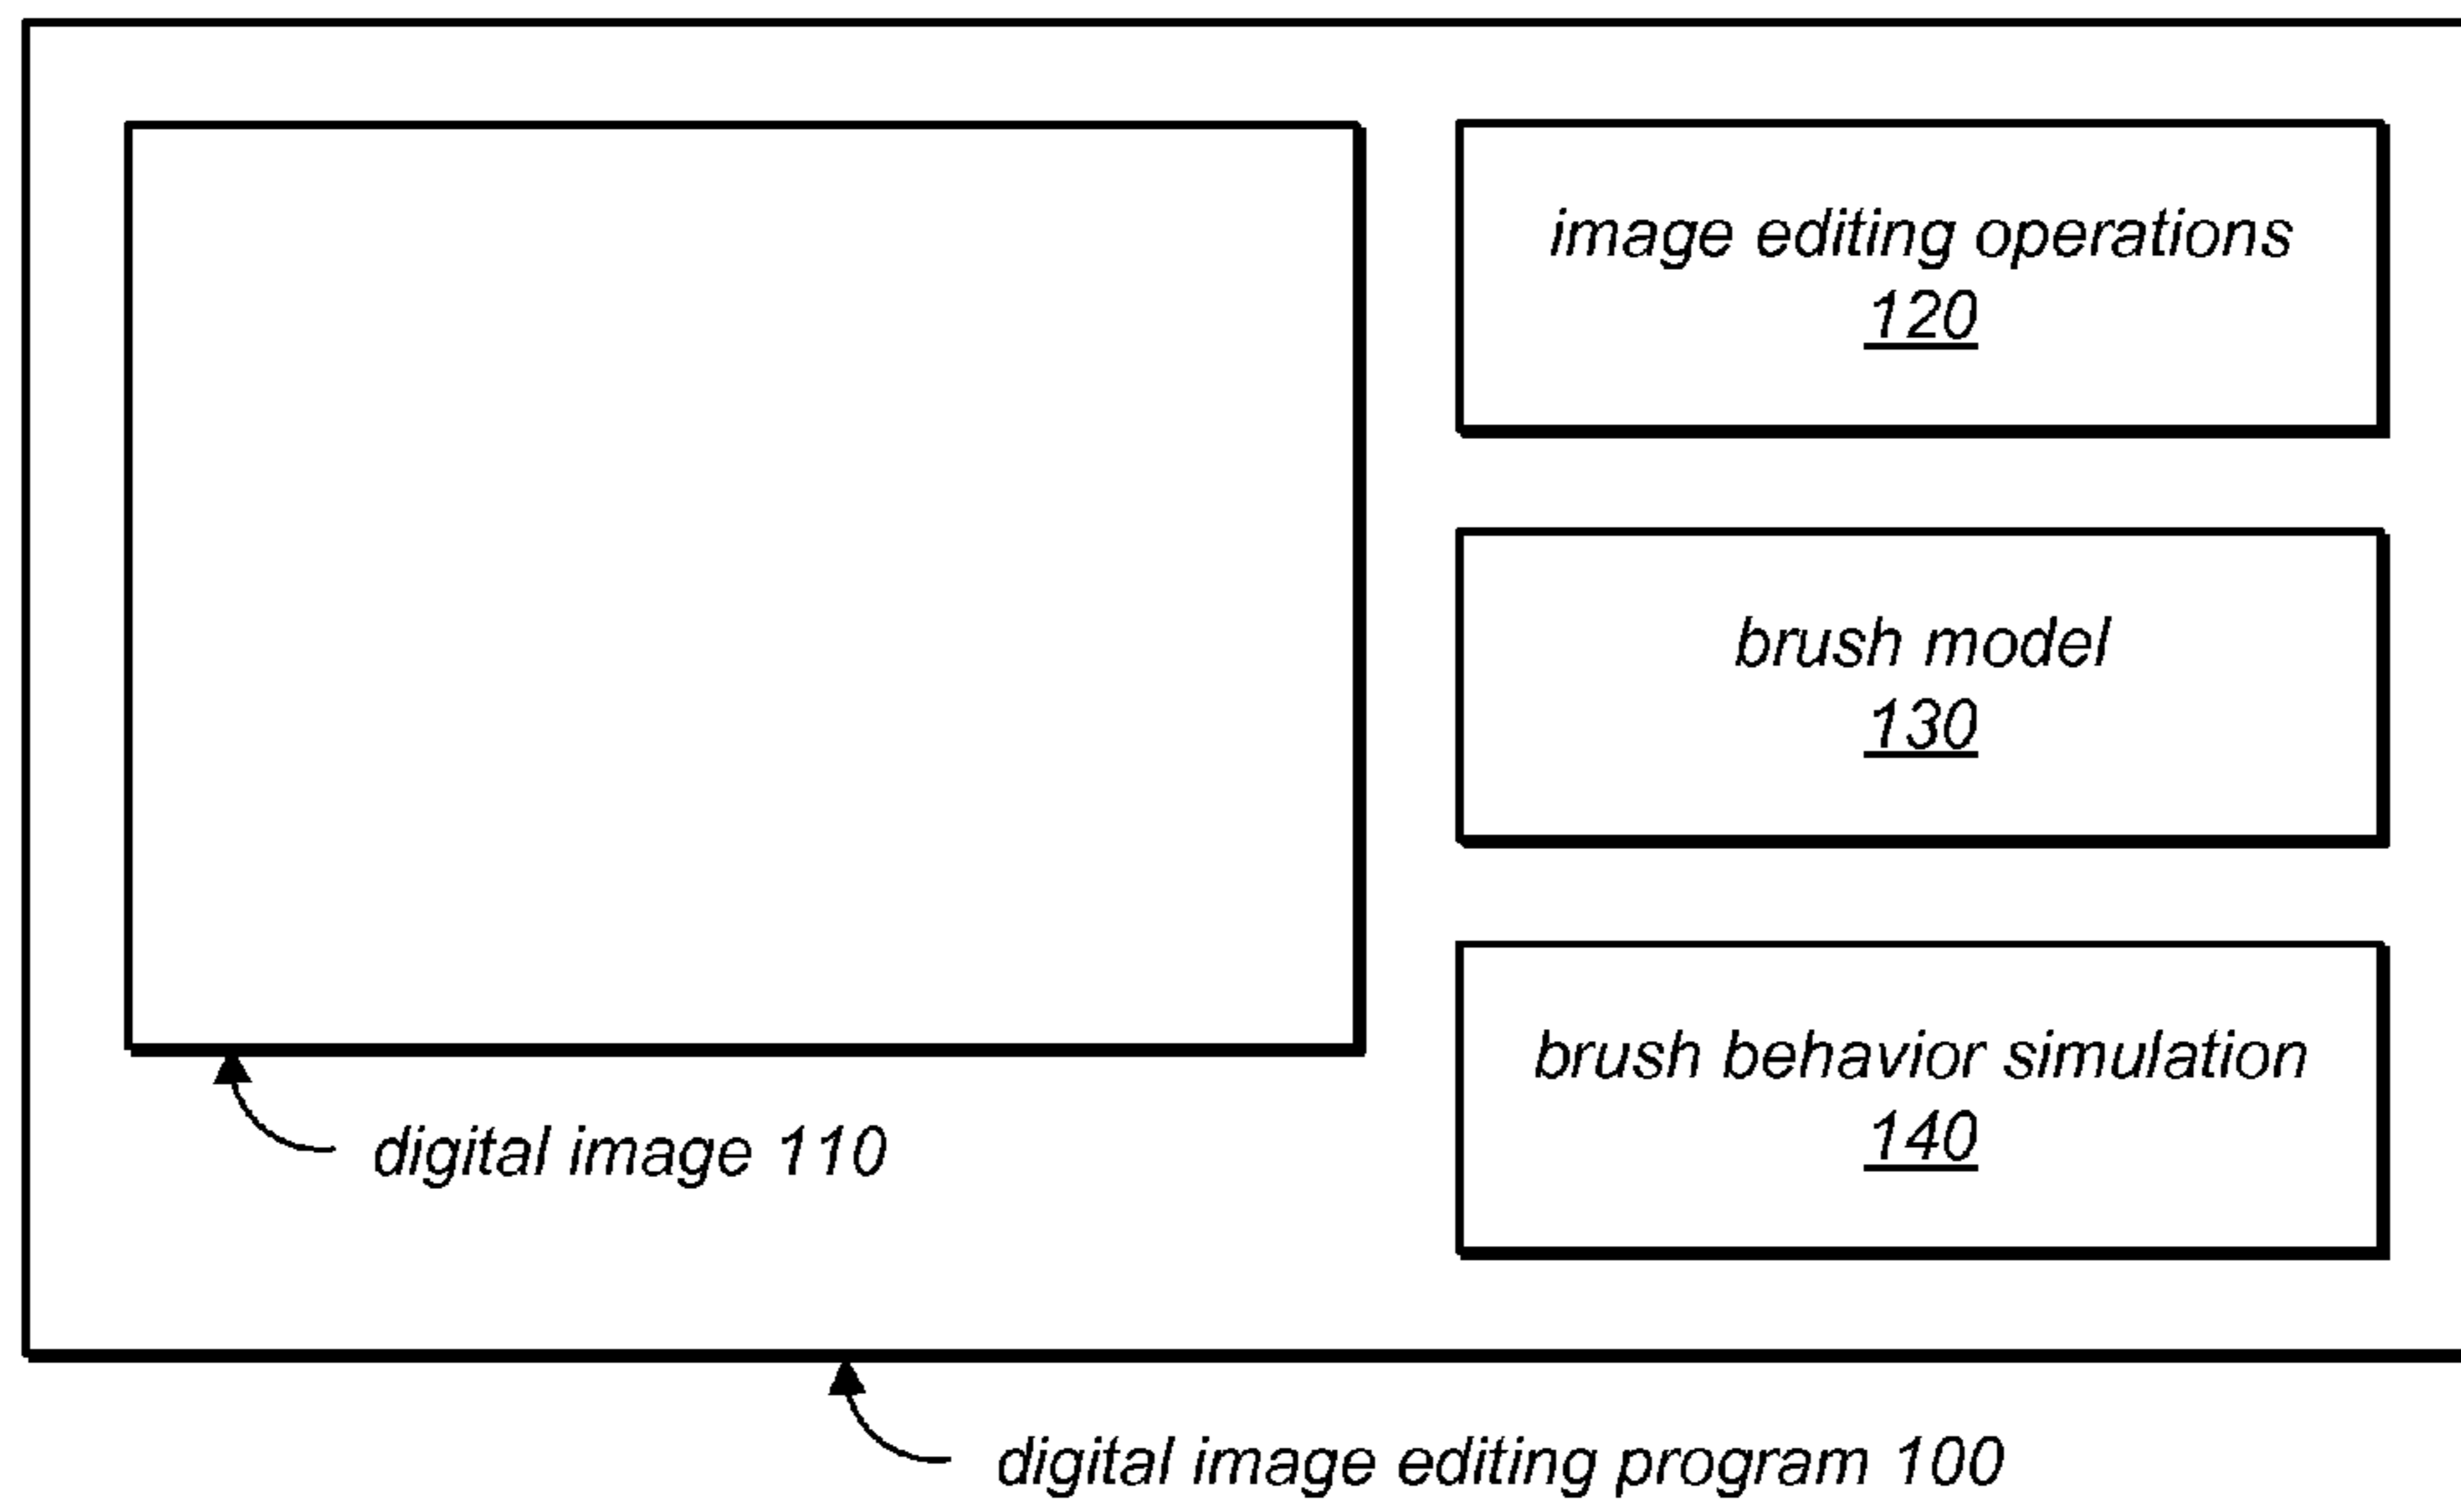 image editing operations
120
brush model
130
brush behavior simulation
140
digital image 110
digital image editing program 100